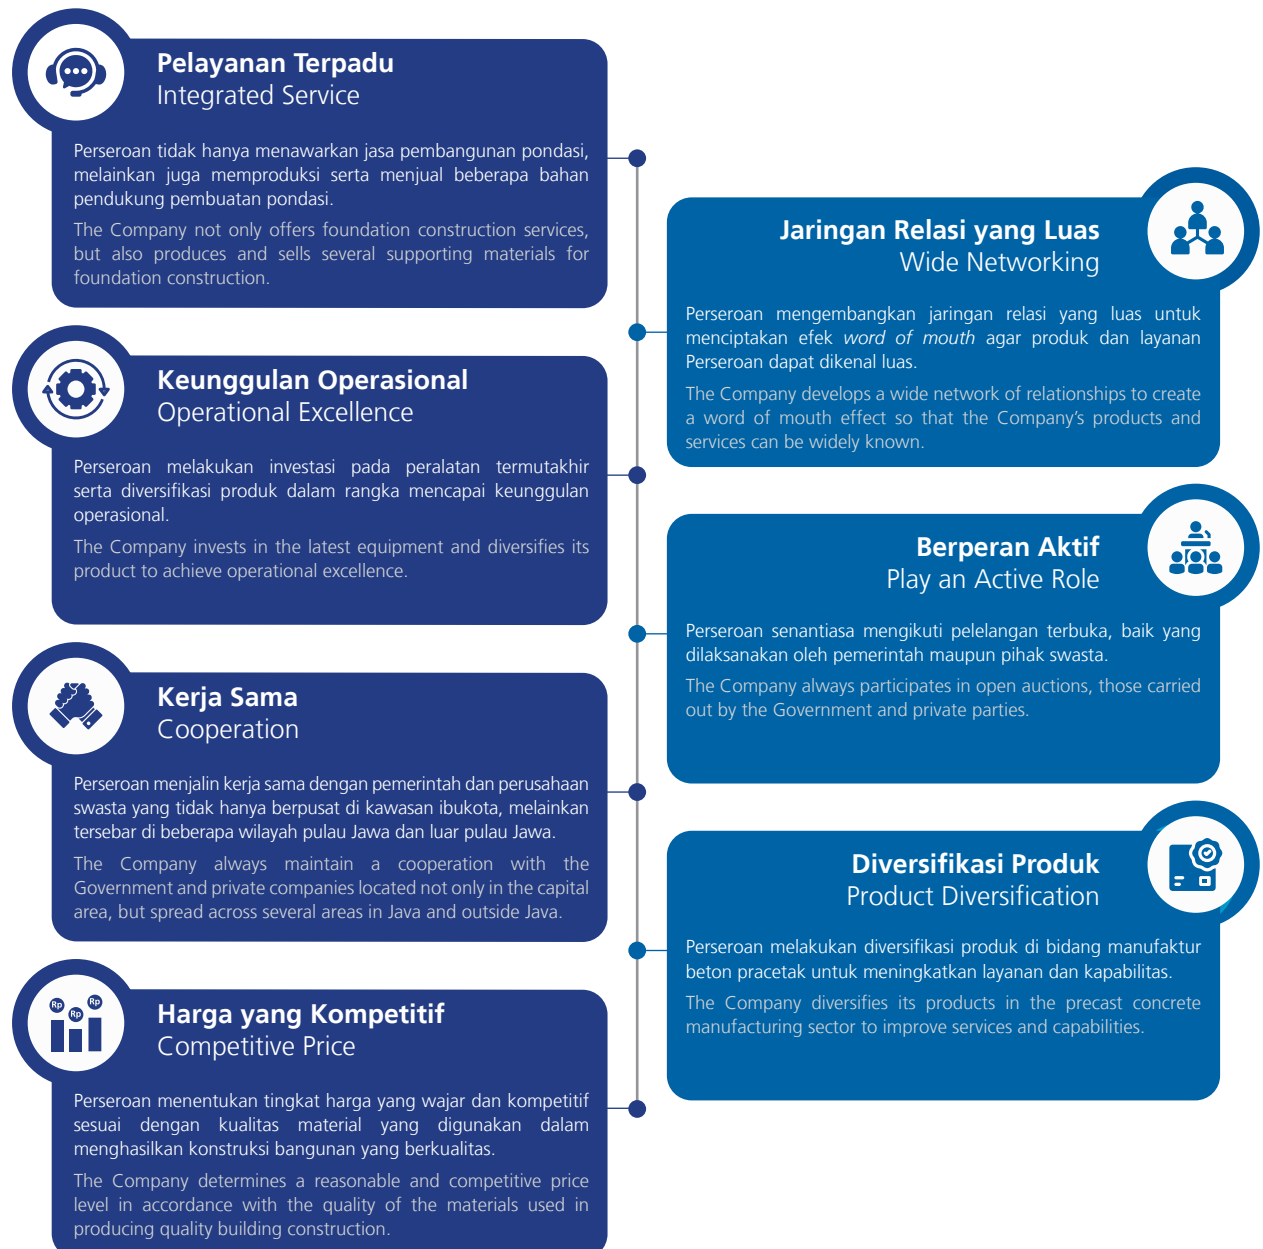 Pelayanan Terpadu
Integrated Service
Perseroan tidak hanya menawarkan jasa pembangunan pondasi,
melainkan juga memproduksi serta menjual beberapa bahan
pendukung pembuatan pondasi.
The Company not only offers foundation construction services,
but also produces and sells several supporting materials for
foundation construction.
Jaringan Relasi yang Luas
Wide Networking
Perseroan mengembangkan jaringan relasi yang luas untuk
menciptakan efek word of mouth agar produk dan layanan
Perseroan dapat dikenal luas.
The Company develops a wide network of relationships to create
a word of mouth effect so that the Company's products and
services can be widely known.
Keunggulan Operasional
Operational Excellence
Perseroan melakukan investasi pada peralatan termutakhir
serta diversifikasi produk dalam rangka mencapai keunggulan
operasional.
The Company invests in the latest equipment and diversifies its
product to achieve operational excellence.
Berperan Aktif
Play an Active Role
Perseroan senantiasa mengikuti pelelangan terbuka, baik yang
dilaksanakan oleh pemerintah maupun pihak swasta.
The Company always participates in open auctions, those carried
out by the Government and private parties.
Kerja Sama
Cooperation
Perseroan menjalin kerja sama dengan pemerintah dan perusahaan
swasta yang tidak hanya berpusat di kawasan ibukota, melainkan
tersebar di beberapa wilayah pulau Jawa dan luar pulau Jawa.
The Company always maintain a cooperation with the
Government and private companies located not only in the capital
area, but spread across several areas in Java and outside Java.
Diversifikasi Produk
Product Diversification
Perseroan melakukan diversifikasi produk di bidang manufaktur
beton pracetak untuk meningkatkan layanan dan kapabilitas.
The Company diversifies its products in the precast concrete
manufacturing sector to improve services and capabilities.
Rp Rp Rp
Harga yang Kompetitif
Competitive Price
Perseroan menentukan tingkat harga yang wajar dan kompetitif
sesuai dengan kualitas material yang digunakan dalam
menghasilkan konstruksi bangunan yang berkualitas.
The Company determines a reasonable and competitive price
level in accordance with the quality of the materials used in
producing quality building construction.